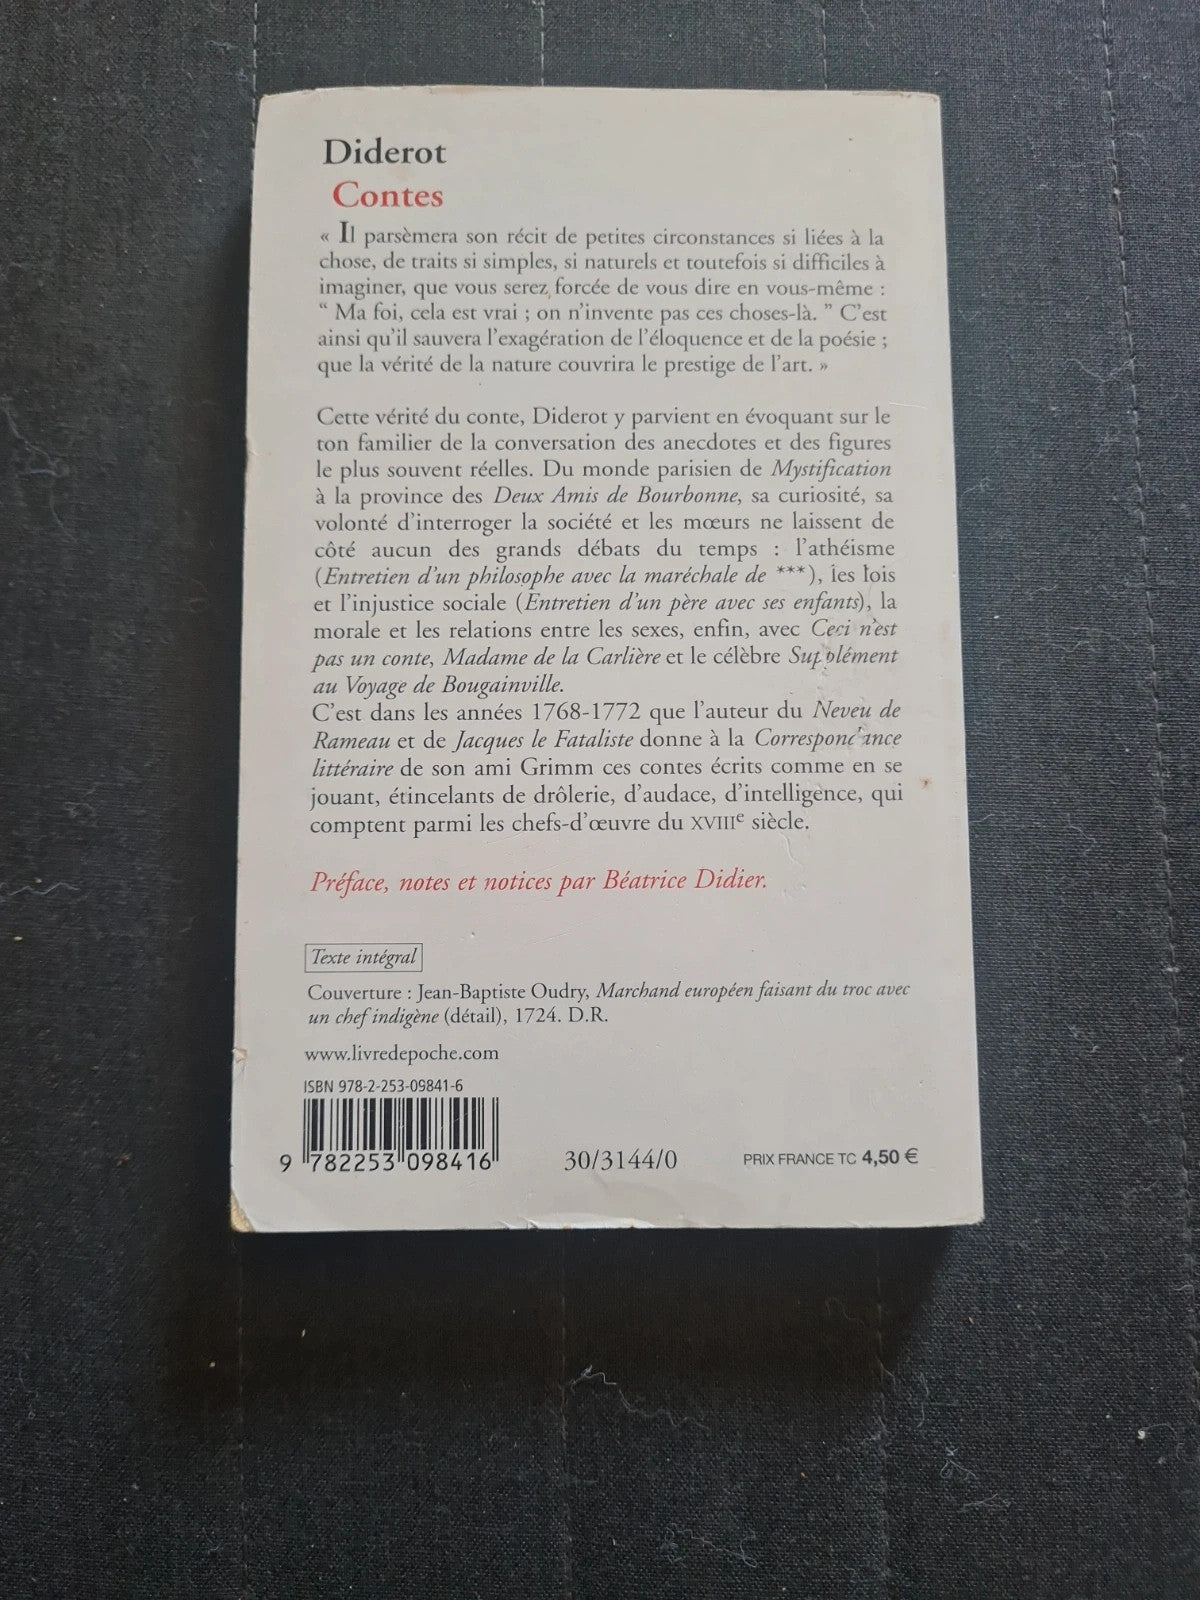 Diderot
Contes
« Il parsèmera son récit de petites circonstances si liées à la
chose, de traits si simples, si naturels et toutefois si difficiles à
imaginer, que vous serez forcée de vous dire en vous-même :
“ Ma foi, cela est vrai ; on n'invente pas ces choses-là. ” C'est
ainsi qu'il sauvera l'exagération de l'éloquence et de la poésie ;
que la vérité de la nature couvrira le prestige de l'art. »
Cette vérité du conte, Diderot y parvient en évoquant sur le
ton familier de la conversation des anecdotes et des figures
le plus souvent réelles. Du monde parisien de Mystification
à la province des Deux Amis de Bourbonne, sa curiosité, sa
volonté d'interroger la société et les mœurs ne laissent de
côté aucun des grands débats du temps : l'athéisme
(Entretien d'un philosophe avec la maréchale de ***), les lois
et l'injustice sociale (Entretien d'un père avec ses enfants), la
morale et les relations entre les sexes, enfin, avec Ceci n'est
pas un conte, Madame de la Carlière et le célèbre Supplément
au Voyage de Bougainville.
C'est dans les années 1768-1772 que l'auteur du Neveu de
Rameau et de Jacques le Fataliste donne à la Correspondance
littéraire de son ami Grimm ces contes écrits comme en se
jouant, étincelants de drôlerie, d'audace, d'intelligence, qui
comptent parmi les chefs-d'œuvre du XVIIIe siècle.
Préface, notes et notices par Béatrice Didier.
Texte intégral
Couverture : Jean-Baptiste Oudry, Marchand européen faisant du troc avec
un chef indigène (détail), 1724. D.R.
www.livredepoche.com
ISBN 978-2-253-09841-6
9 782253 098416
30/3144/0
PRIX FRANCE TC 4,50 €